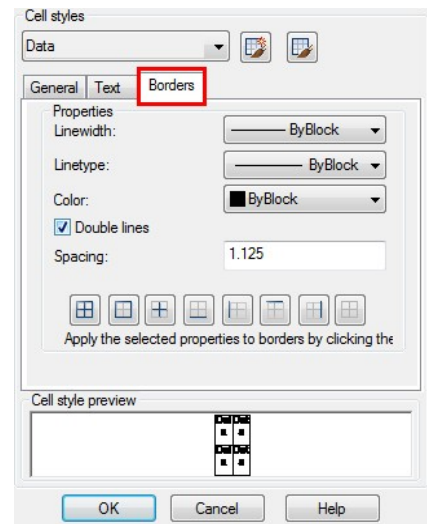 Cell styles
Data
General Text Borders
Properties
Linewidth: ByBlock
Linetype: ByBlock
Color: ByBlock
Double lines
Spacing: 1.125
Apply the selected properties to borders by clicking the
Cell style preview
OK Cancel Help